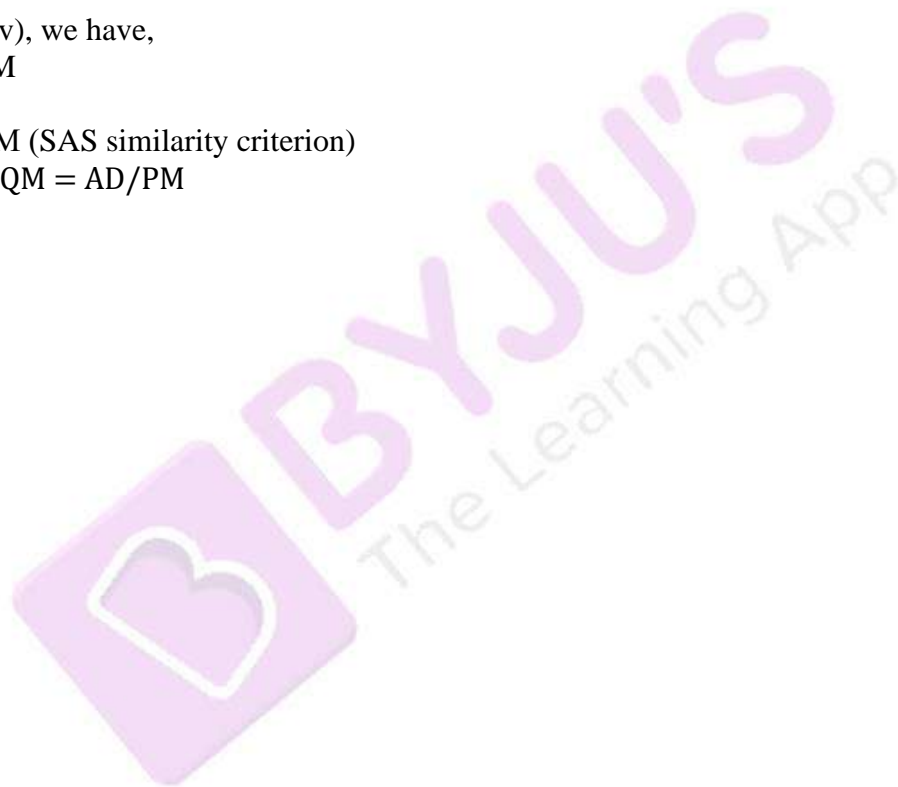 v), we have,
M
M (SAS similarity criterion)
QM = AD/PM
BYJU'S
The Learning App